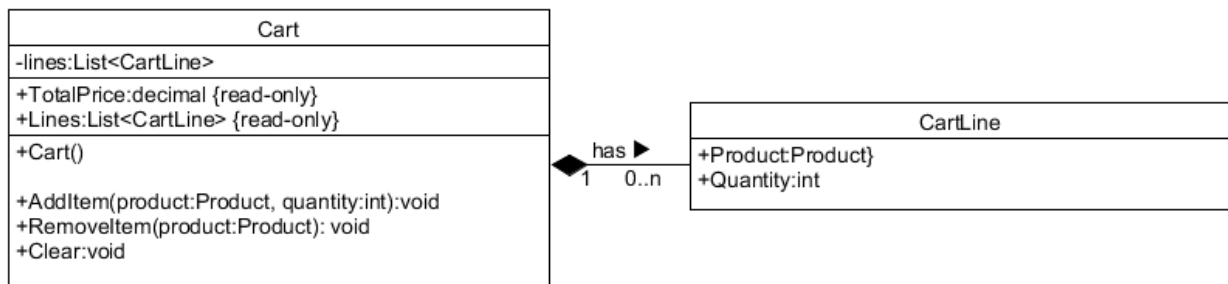 Cart
-lines:List<CartLine>
+TotalPrice:decimal {read-only}
+Lines:List<CartLine> {read-only}
+Cart()
+AddItem(product:Product, quantity:int):void
+RemoveItem(product:Product): void
+Clear:void
has ▶
1
0..n
CartLine
+Product:Product}
+Quantity:int